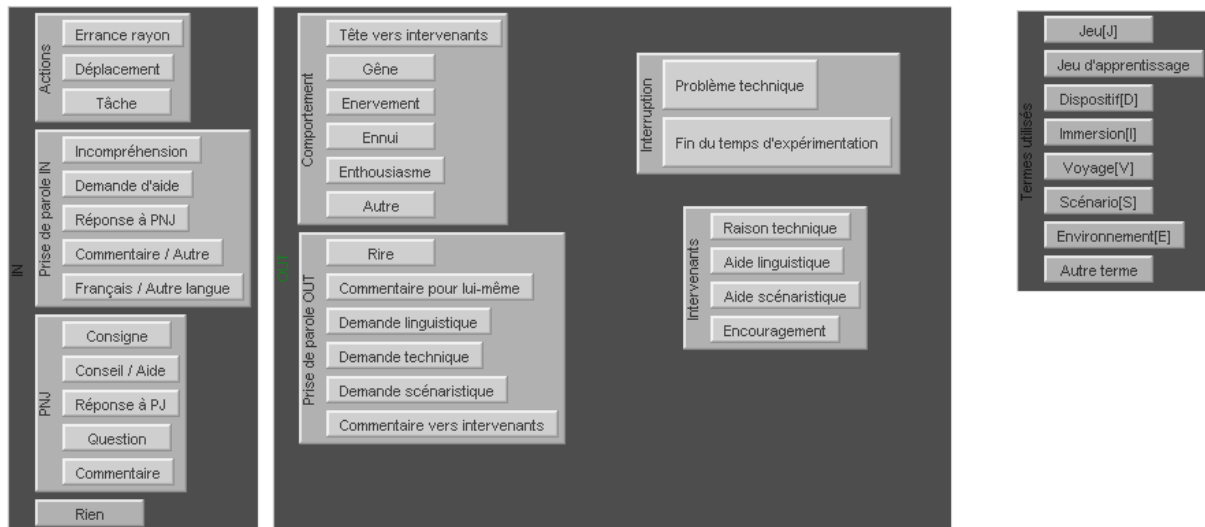 IN
Actions
Errance rayon
Déplacement
Tâche
Prise de parole IN
Incompréhension
Demande d'aide
Réponse à PNJ
Commentaire / Autre
Français / Autre langue
PNJ
Consigne
Conseil / Aide
Réponse à PJ
Question
Commentaire
Rien
OUT
Comportement
Tête vers intervenants
Gêne
Enervement
Ennui
Enthousiasme
Autre
Prise de parole OUT
Rire
Commentaire pour lui-même
Demande linguistique
Demande technique
Demande scénaristique
Commentaire vers intervenants
Interruption
Problème technique
Fin du temps d'expérimentation
Intervenants
Raison technique
Aide linguistique
Aide scénaristique
Encouragement
Termes utilisés
Jeu[J]
Jeu d'apprentissage
Dispositif[D]
Immersion[I]
Voyage[V]
Scénario[S]
Environnement[E]
Autre terme